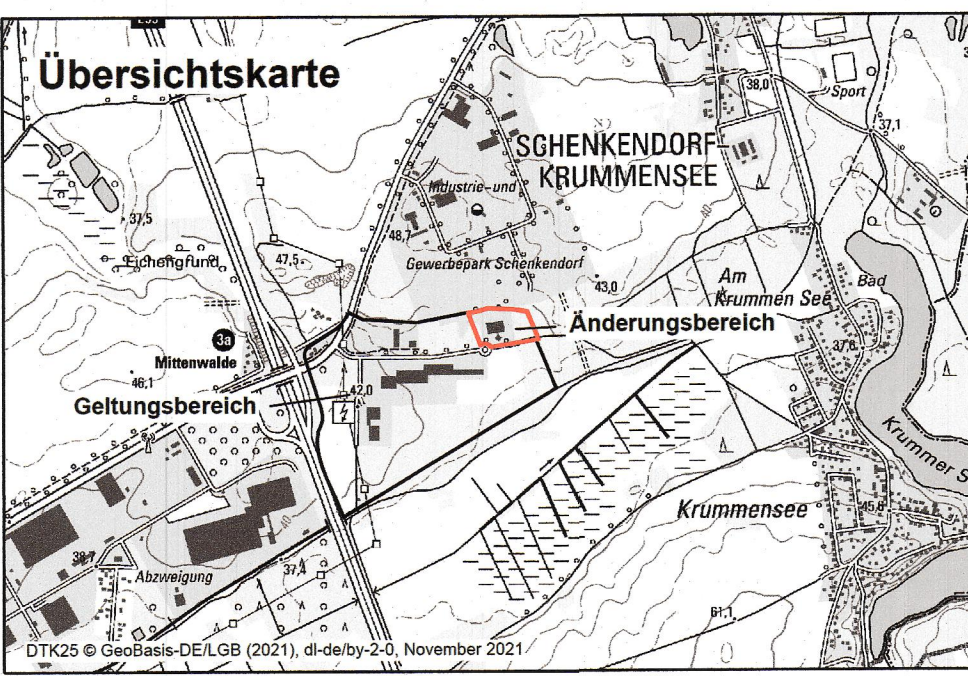 Übersichtskarte
38,0
Sport
37,1
SCHENKENDORF-
KRUMMENSEE
Industrie-und
37,5
48,7
Eichengrund
47,5
Gewerbepark Schenkendorf
43,0
Am
Krummen See
Bad
Änderungsbereich
3a
Mittenwalde
37,6
46,1
42,0
Geltungsbereich
Krummer S
Krummensee
45,8
40
38,7
37,4
Abzweigung
61,1
DTK25 © GeoBasis-DE/LGB (2021), dl-de/by-2-0, November 2021